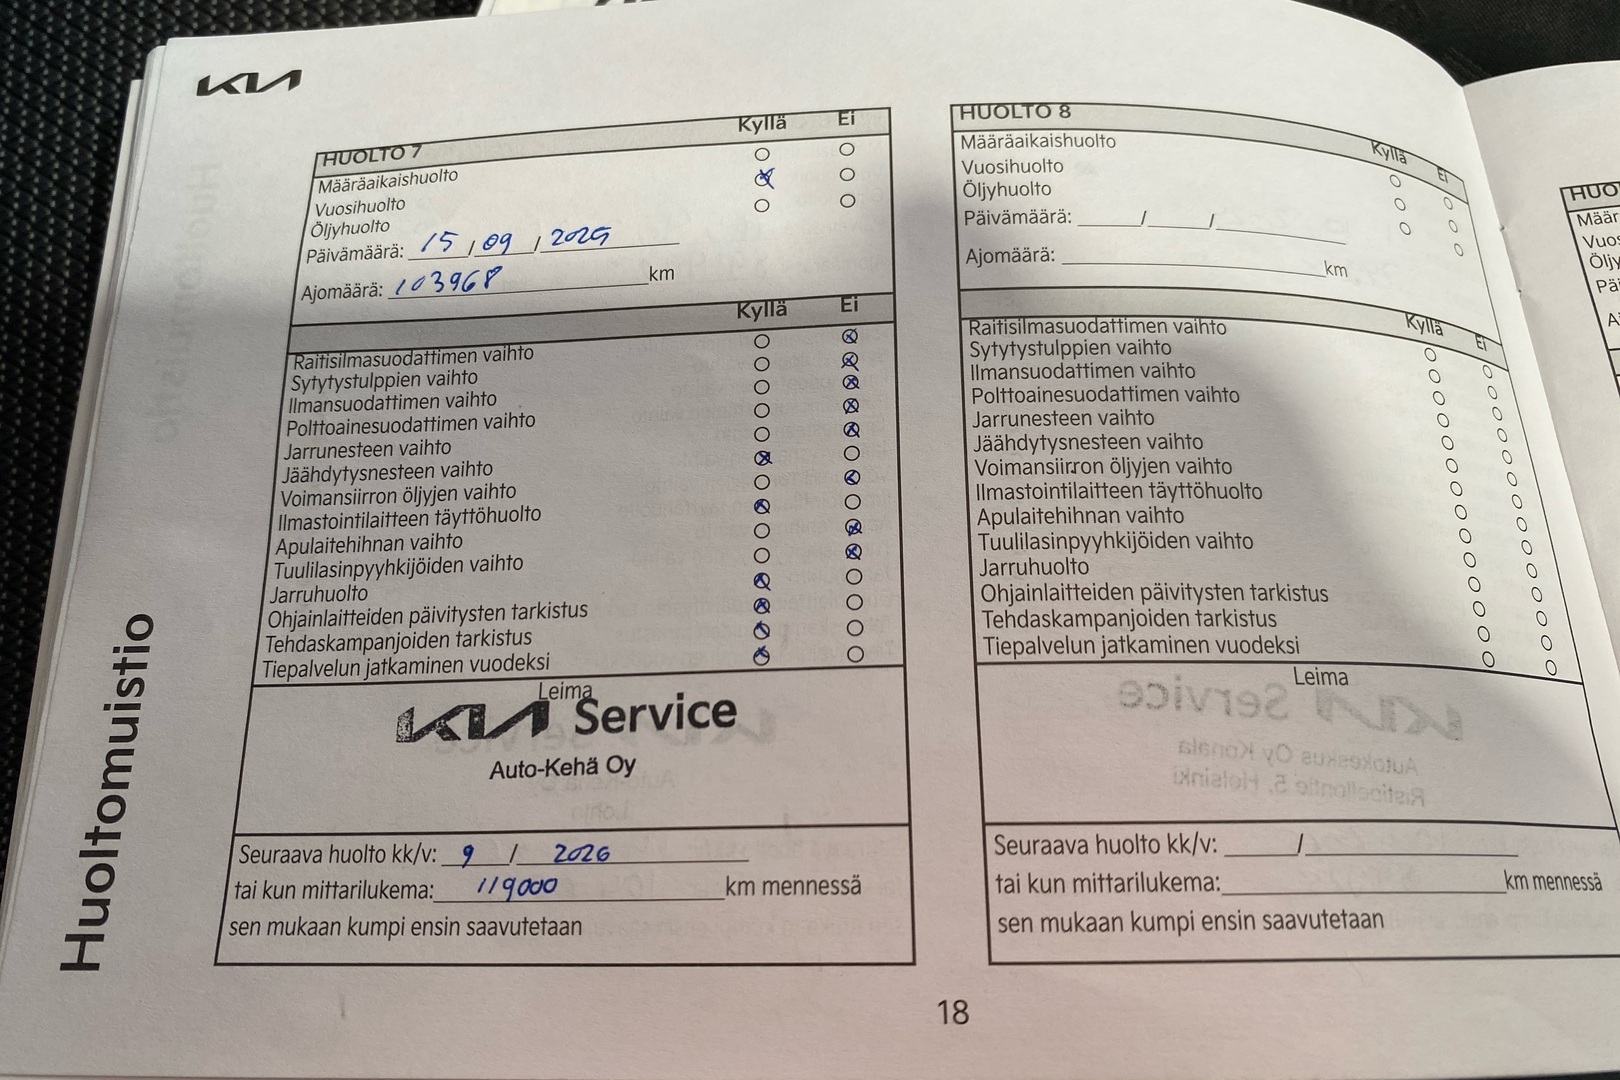 KIA
Huoltomuistio
HUOLTO 7 Kyllä Ei
Määräaikaishuolto
Vuosihuolto
Öljyhuolto
Päivämäärä: 15 / 09 / 2025
Ajomäärä: 103968 km
Kyllä Ei
Raitisilmasuodattimen vaihto
Sytytystulppien vaihto
Ilmansuodattimen vaihto
Polttoainesuodattimen vaihto
Jarrunesteen vaihto
Jäähdytysnesteen vaihto
Voimansiirron öljyjen vaihto
Ilmastointilaitteen täyttöhuolto
Apulaitehihnan vaihto
Tuulilasinpyyhkijöiden vaihto
Jarruhuolto
Ohjainlaitteiden päivitysten tarkistus
Tehdaskampanjoiden tarkistus
Tiepalvelun jatkaminen vuodeksi
Leima
KIA Service
Auto-Kehä Oy
Seuraava huolto kk/v: 9 / 2026
tai kun mittarilukema: 119000 km mennessä
sen mukaan kumpi ensin saavutetaan
HUOLTO 8 Kyllä Ei
Määräaikaishuolto
Vuosihuolto
Öljyhuolto
Päivämäärä: / /
Ajomäärä: km
Kyllä Ei
Raitisilmasuodattimen vaihto
Sytytystulppien vaihto
Ilmansuodattimen vaihto
Polttoainesuodattimen vaihto
Jarrunesteen vaihto
Jäähdytysnesteen vaihto
Voimansiirron öljyjen vaihto
Ilmastointilaitteen täyttöhuolto
Apulaitehihnan vaihto
Tuulilasinpyyhkijöiden vaihto
Jarruhuolto
Ohjainlaitteiden päivitysten tarkistus
Tehdaskampanjoiden tarkistus
Tiepalvelun jatkaminen vuodeksi
Leima
Seuraava huolto kk/v: /
tai kun mittarilukema: km mennessä
sen mukaan kumpi ensin saavutetaan
18